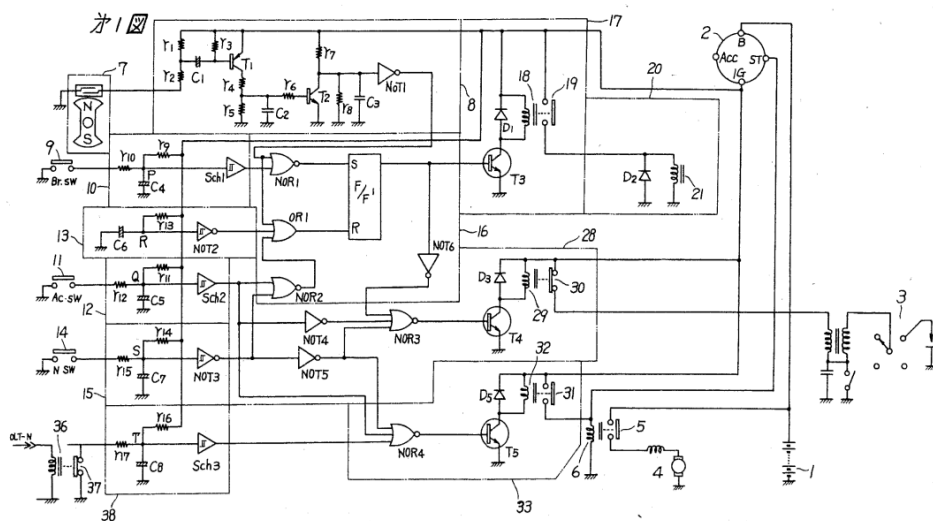 才1図
7
N
O
S
r1
r2
r3
C1
T1
r4
r5
C2
r6
T2
r7
r8
C3
NOT1
8
17
18
19
D1
T3
20
D2
21
2
B
Acc
ST
IG
9
Br.SW
r10
10
r9
P
C4
Sch1
NOR1
S
F/F1
R
13
C6
R
r13
NOT2
OR1
16
28
NOT6
11
Ac-SW
r12
12
Q
r11
C5
Sch2
NOR2
NOT4
NOR3
D3
29
30
T4
3
14
N SW
r15
15
S
r14
C7
NOT3
NOT5
D5
32
31
T5
6
5
4
1
OLT-N
36
37
r17
T
r16
C8
Sch3
38
NOR4
33